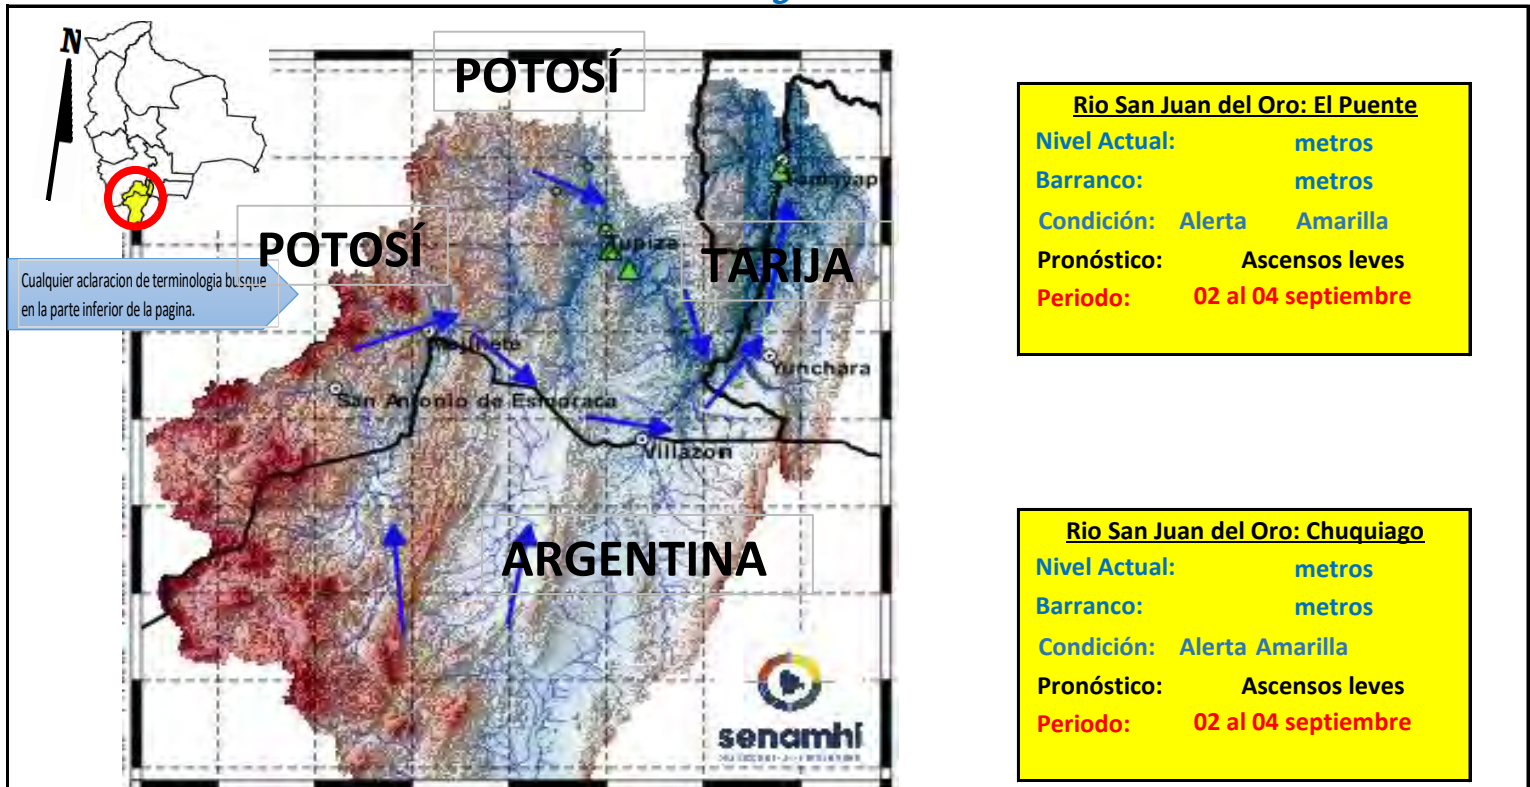 N
POTOSÍ
POTOSÍ
TARIJA
Tupiza
Cualquier aclaracion de terminologia busque
en la parte inferior de la pagina.
Mojinete
Yunchara
San Antonio de Esmoraca
Villazon
ARGENTINA
senamhi
Rio San Juan del Oro: El Puente
Nivel Actual: metros
Barranco: metros
Condición: Alerta Amarilla
Pronóstico: Ascensos leves
Periodo: 02 al 04 septiembre
Rio San Juan del Oro: Chuquiago
Nivel Actual: metros
Barranco: metros
Condición: Alerta Amarilla
Pronóstico: Ascensos leves
Periodo: 02 al 04 septiembre